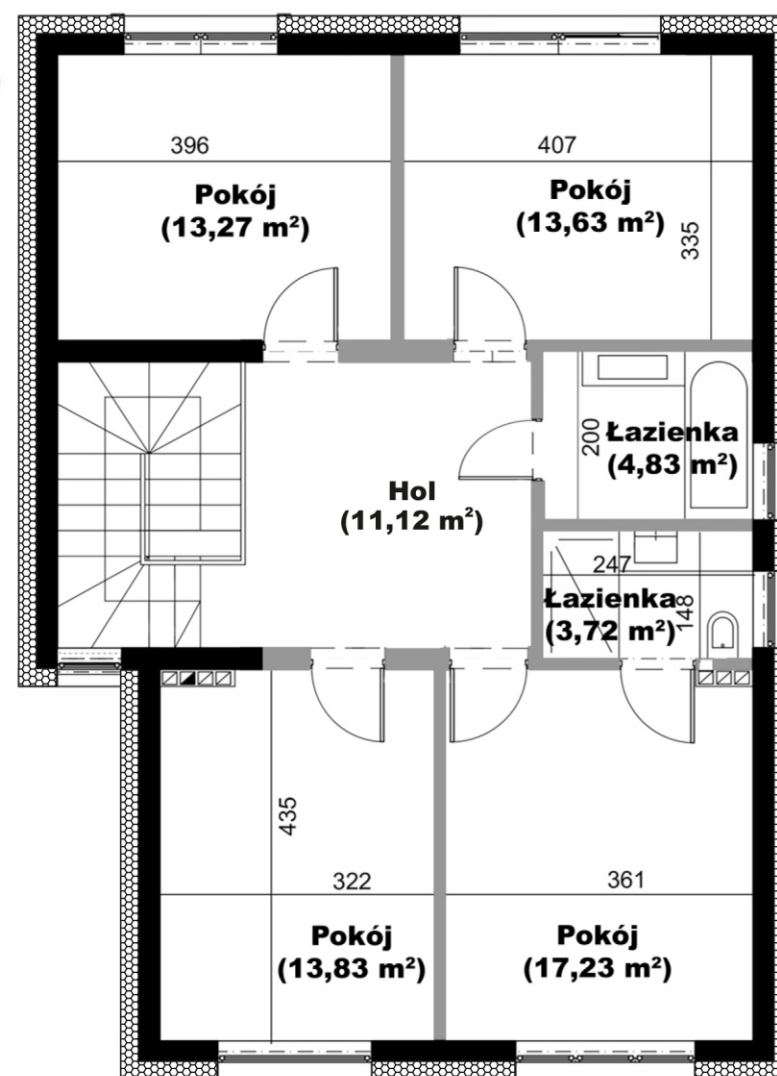 396
407
Pokój
(13,27 m²)
Pokój
(13,63 m²)
335
200
Łazienka
(4,83 m²)
Hol
(11,12 m²)
247
Łazienka
(3,72 m²)
148
435
322
361
Pokój
(13,83 m²)
Pokój
(17,23 m²)